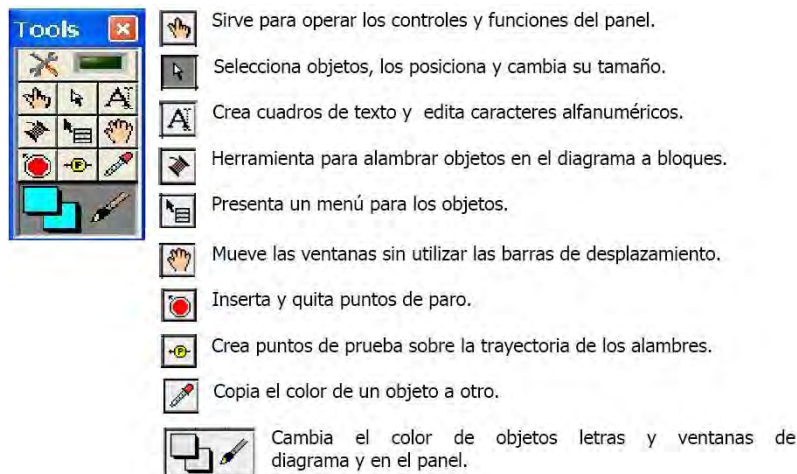 Tools
Sirve para operar los controles y funciones del panel.
Selecciona objetos, los posiciona y cambia su tamaño.
A
Crea cuadros de texto y edita caracteres alfanuméricos.
A
Herramienta para alambrar objetos en el diagrama a bloques.
Presenta un menú para los objetos.
Mueve las ventanas sin utilizar las barras de desplazamiento.
Inserta y quita puntos de paro.
P
Crea puntos de prueba sobre la trayectoria de los alambres.
P
Copia el color de un objeto a otro.
Cambia el color de objetos letras y ventanas de
diagrama y en el panel.